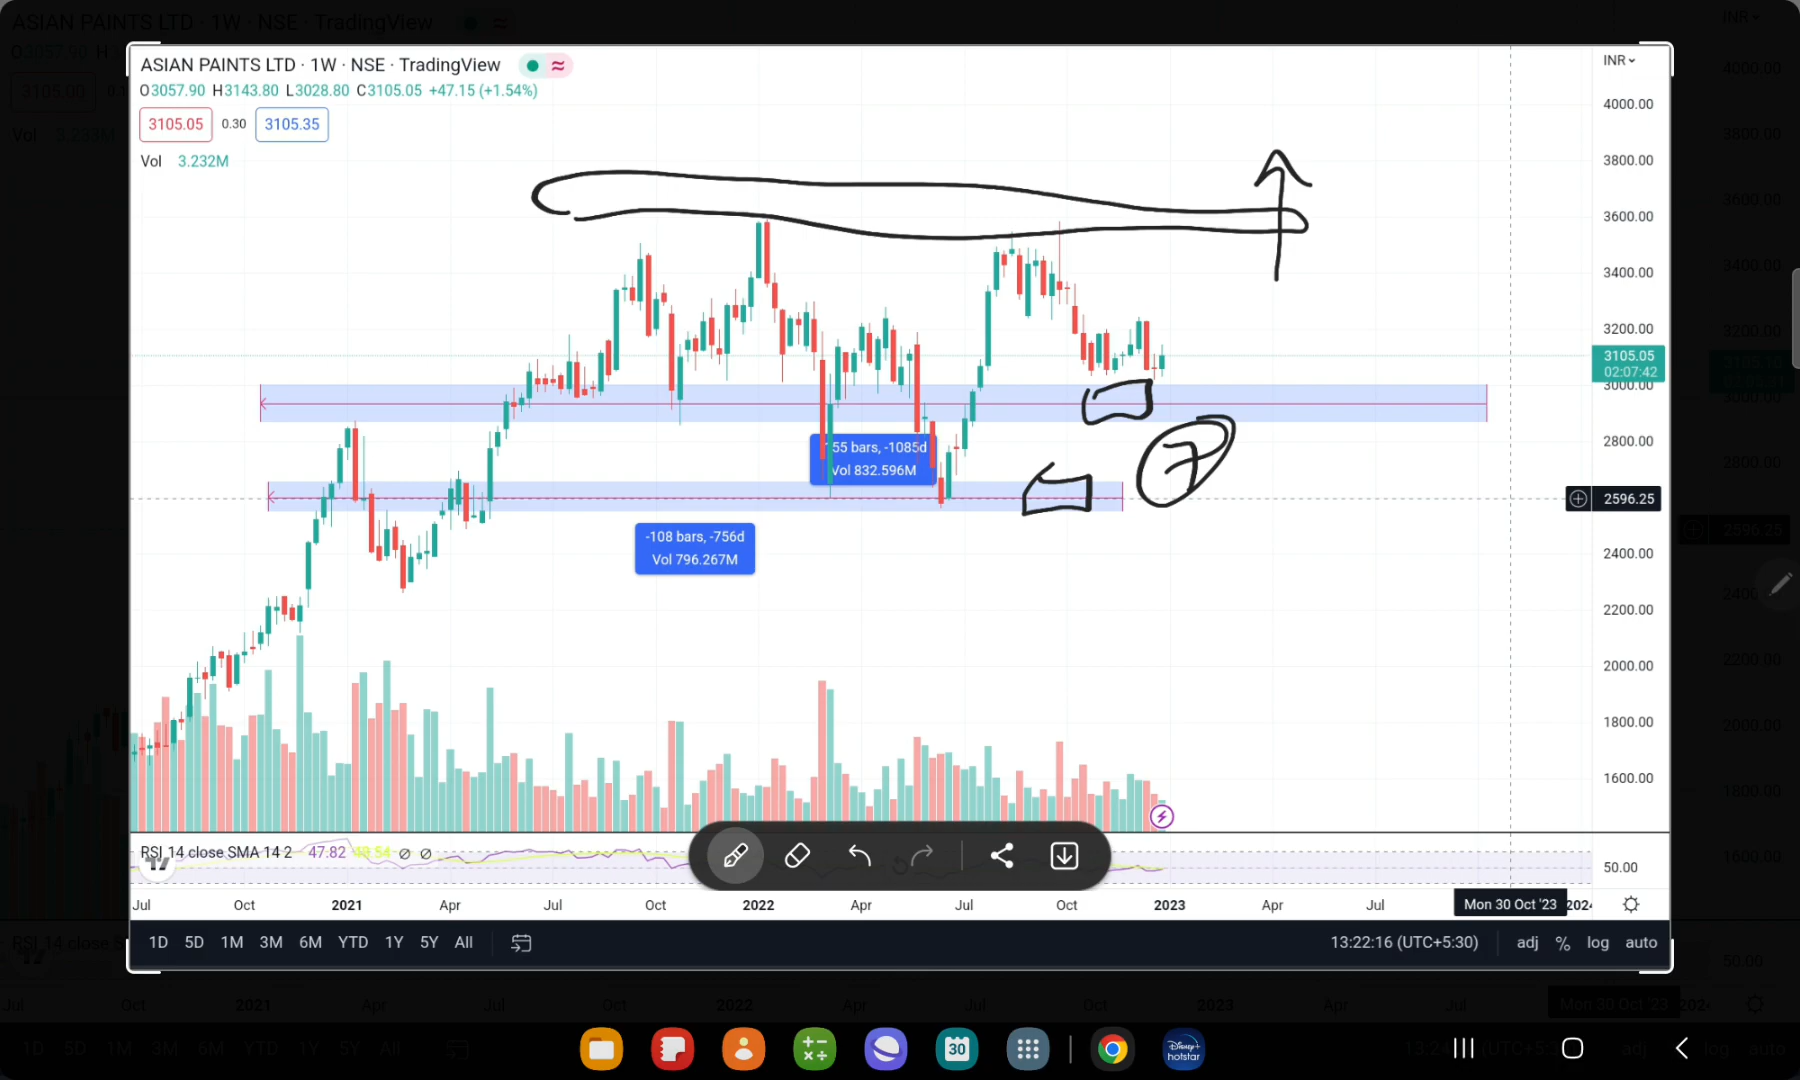 ASIAN PAINTS LTD · 1W · NSE · TradingView
INR
O3057.90 H3143.80 L3028.80 C3105.05 +47.15 (+1.54%)
3105.05 0.30 3105.35
Vol 3.232M
4000.00
3800.00
3600.00
3400.00
3200.00
3105.05
02:07:42
3000.00
2800.00
2596.25
2400.00
2200.00
2000.00
1800.00
1600.00
55 bars, -1085d
Vol 832.596M
-108 bars, -756d
Vol 796.267M
7
RSI 14 close SMA 14 2 47.82
50.00
Jul Oct 2021 Apr Jul Oct 2022 Apr Jul Oct 2023 Apr Jul Mon 30 Oct '23 2024
1D 5D 1M 3M 6M YTD 1Y 5Y All
13:22:16 (UTC+5:30) adj % log auto
30
Disney+
hotstar